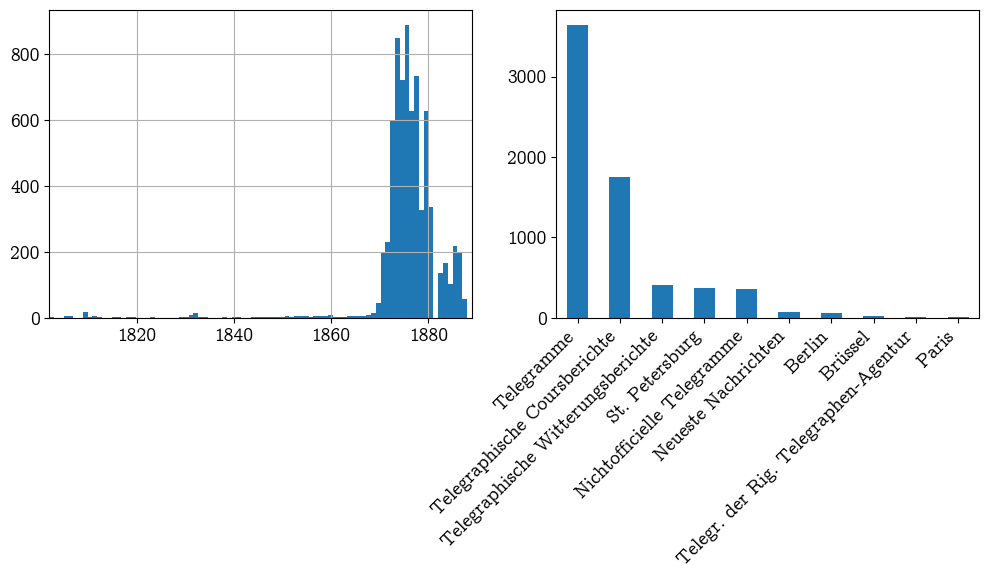 800
600
400
200
0
1820
1840
1860
1880
3000
2000
1000
0
Telegramme
Telegraphische Coursberichte
Telegraphische Witterungsberichte
St. Petersburg
Nichtofficielle Telegramme
Neueste Nachrichten
Berlin
Brüssel
Telegr. der Rig. Telegraphen-Agentur
Paris